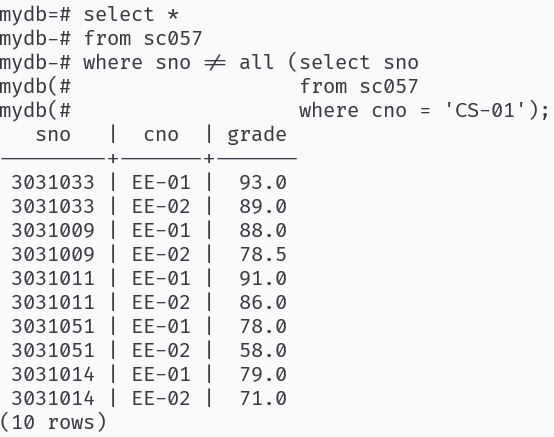 mydb=# select *
mydb-# from sc057
mydb-# where sno != all (select sno
mydb(#                   from sc057
mydb(#                   where cno = 'CS-01');
   sno   |  cno  | grade
---------+-------+-------
 3031033 | EE-01 |  93.0
 3031033 | EE-02 |  89.0
 3031009 | EE-01 |  88.0
 3031009 | EE-02 |  78.5
 3031011 | EE-01 |  91.0
 3031011 | EE-02 |  86.0
 3031051 | EE-01 |  78.0
 3031051 | EE-02 |  58.0
 3031014 | EE-01 |  79.0
 3031014 | EE-02 |  71.0
(10 rows)